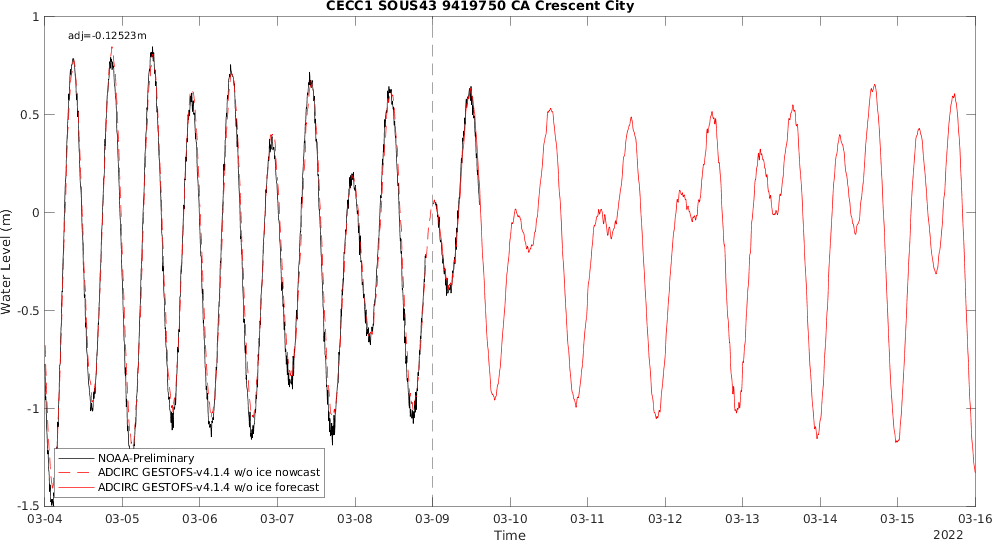 CECC1 SOUS43 9419750 CA Crescent City
adj=-0.12523m
Water Level (m)
1
0.5
0
-0.5
-1
-1.5
NOAA-Preliminary
ADCIRC GESTOFS-v4.1.4 w/o ice nowcast
ADCIRC GESTOFS-v4.1.4 w/o ice forecast
03-04 03-05 03-06 03-07 03-08 03-09 03-10 03-11 03-12 03-13 03-14 03-15 03-16
Time
2022